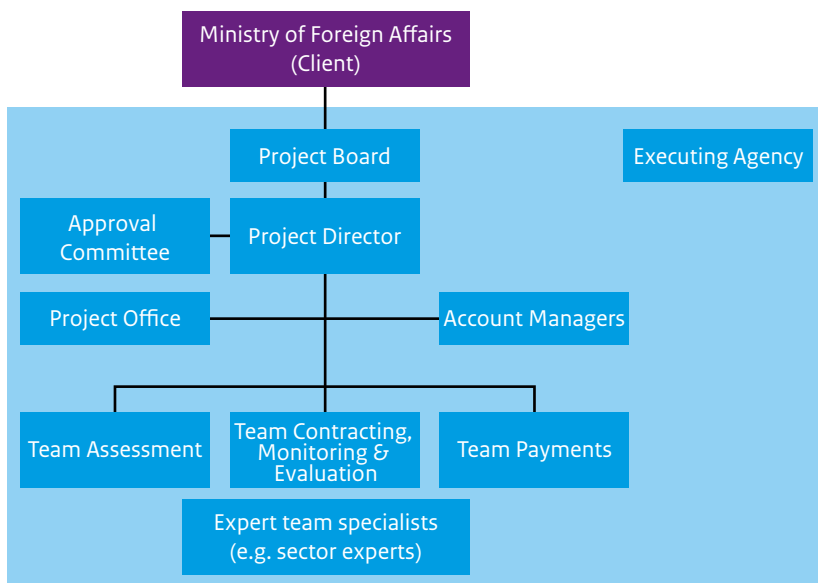 Ministry of Foreign Affairs
(Client)
Project Board
Executing Agency
Approval
Committee
Project Director
Project Office
Account Managers
Team Assessment
Team Contracting,
Monitoring &
Evaluation
Team Payments
Expert team specialists
(e.g. sector experts)